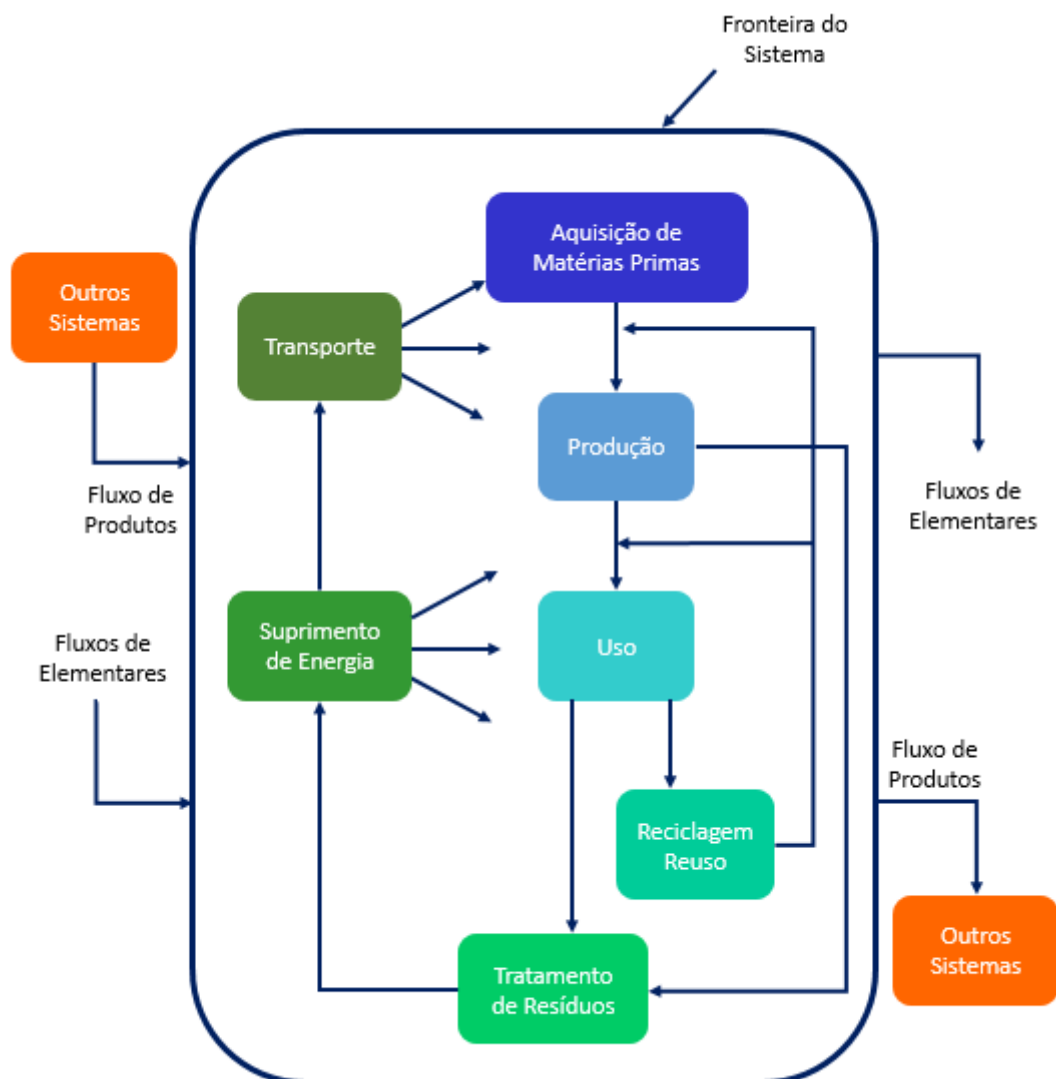 Fronteira do
Sistema
Aquisição de
Matérias Primas
Outros
Sistemas
Transporte
Produção
Fluxo de
Produtos
Fluxos de
Elementares
Suprimento
de Energia
Uso
Fluxos de
Elementares
Fluxo de
Produtos
Reciclagem
Reuso
Outros
Sistemas
Tratamento
de Resíduos